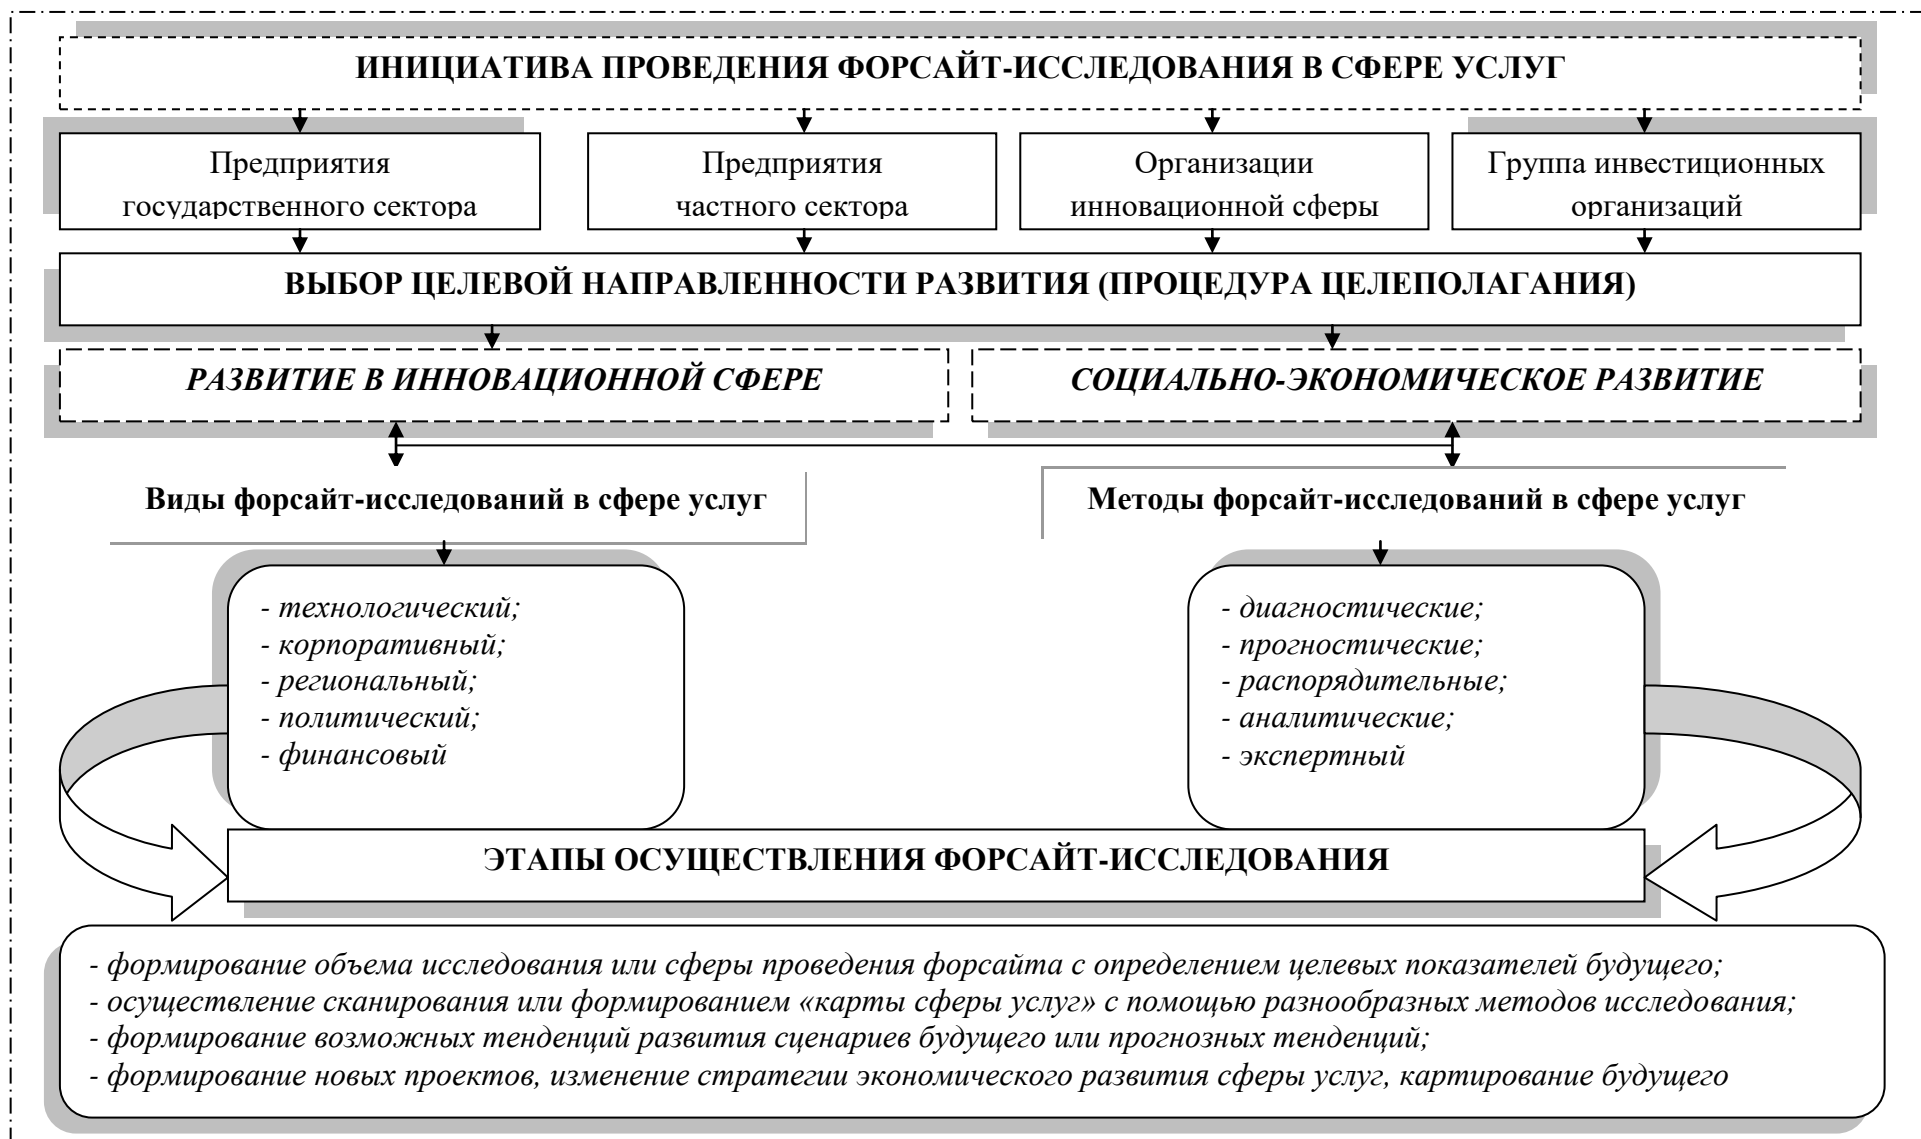 ИНИЦИАТИВА ПРОВЕДЕНИЯ ФОРСАЙТ-ИССЛЕДОВАНИЯ В СФЕРЕ УСЛУГ
Предприятия
государственного сектора
Предприятия
частного сектора
Организации
инновационной сферы
Группа инвестиционных
организаций
ВЫБОР ЦЕЛЕВОЙ НАПРАВЛЕННОСТИ РАЗВИТИЯ (ПРОЦЕДУРА ЦЕЛЕПОЛАГАНИЯ)
РАЗВИТИЕ В ИННОВАЦИОННОЙ СФЕРЕ
СОЦИАЛЬНО-ЭКОНОМИЧЕСКОЕ РАЗВИТИЕ
Виды форсайт-исследований в сфере услуг
Методы форсайт-исследований в сфере услуг
- технологический;
- корпоративный;
- региональный;
- политический;
- финансовый
- диагностические;
- прогностические;
- распорядительные;
- аналитические;
- экспертный
ЭТАПЫ ОСУЩЕСТВЛЕНИЯ ФОРСАЙТ-ИССЛЕДОВАНИЯ
- формирование объема исследования или сферы проведения форсайта с определением целевых показателей будущего;
- осуществление сканирования или формированием «карты сферы услуг» с помощью разнообразных методов исследования;
- формирование возможных тенденций развития сценариев будущего или прогнозных тенденций;
- формирование новых проектов, изменение стратегии экономического развития сферы услуг, картирование будущего